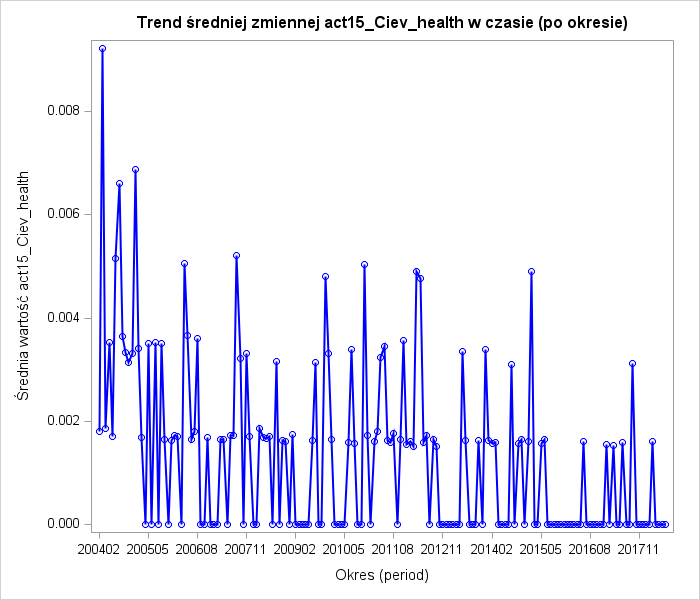 Trend średniej zmiennej act15_Ciev_health w czasie (po okresie)
Średnia wartość act15_Ciev_health
0.008
0.006
0.004
0.002
0.000
200402 200505 200608 200711 200902 201005 201108 201211 201402 201505 201608 201711
Okres (period)